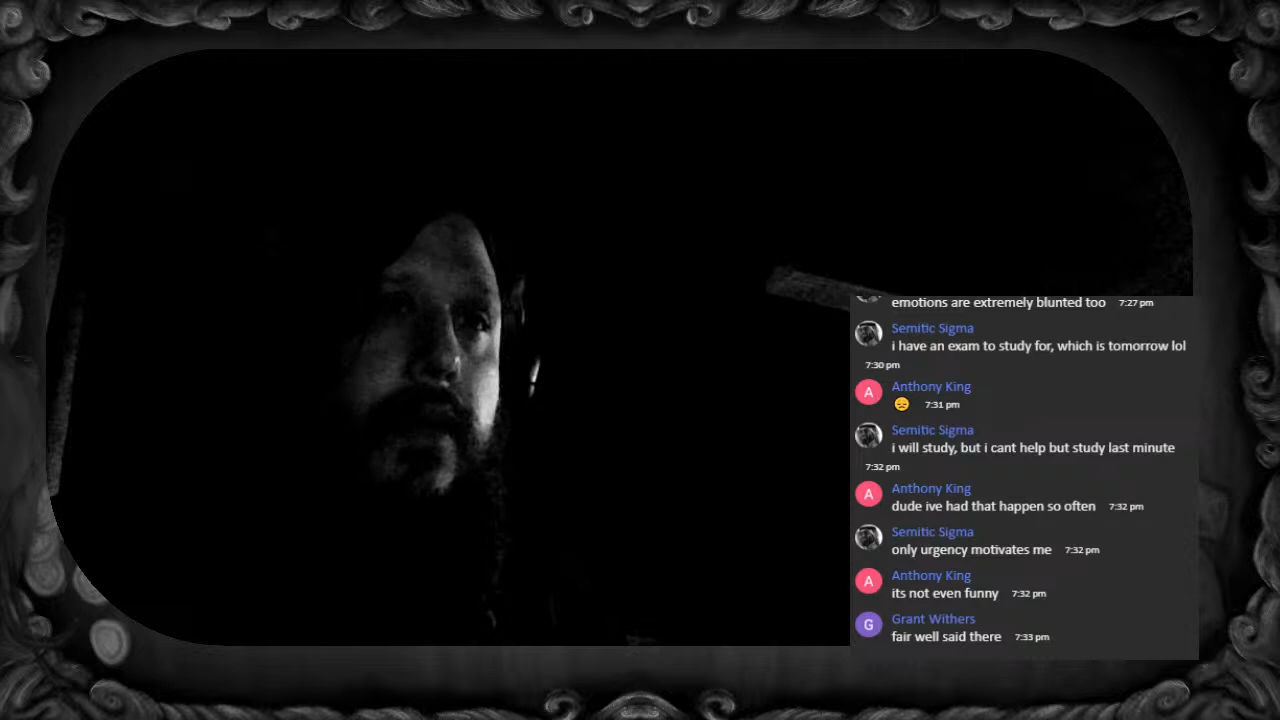 emotions are extremely blunted too 7:27 pm
Semitic Sigma
i have an exam to study for, which is tomorrow lol
7:30 pm
A
Anthony King
7:31 pm
Semitic Sigma
i will study, but i cant help but study last minute
7:32 pm
A
Anthony King
dude ive had that happen so often 7:32 pm
Semitic Sigma
only urgency motivates me 7:32 pm
A
Anthony King
its not even funny 7:32 pm
G
Grant Withers
fair well said there 7:33 pm